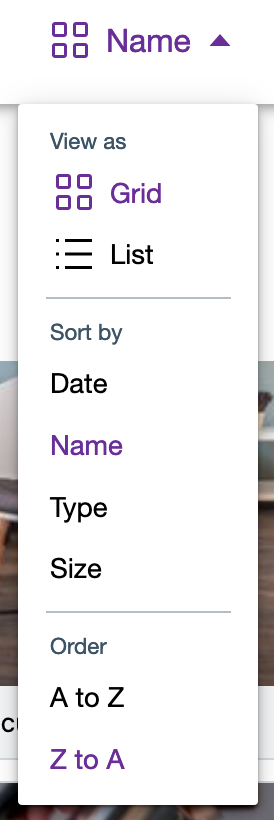 Name
View as
Grid
List
Sort by
Date
Name
Type
Size
Order
A to Z
Z to A